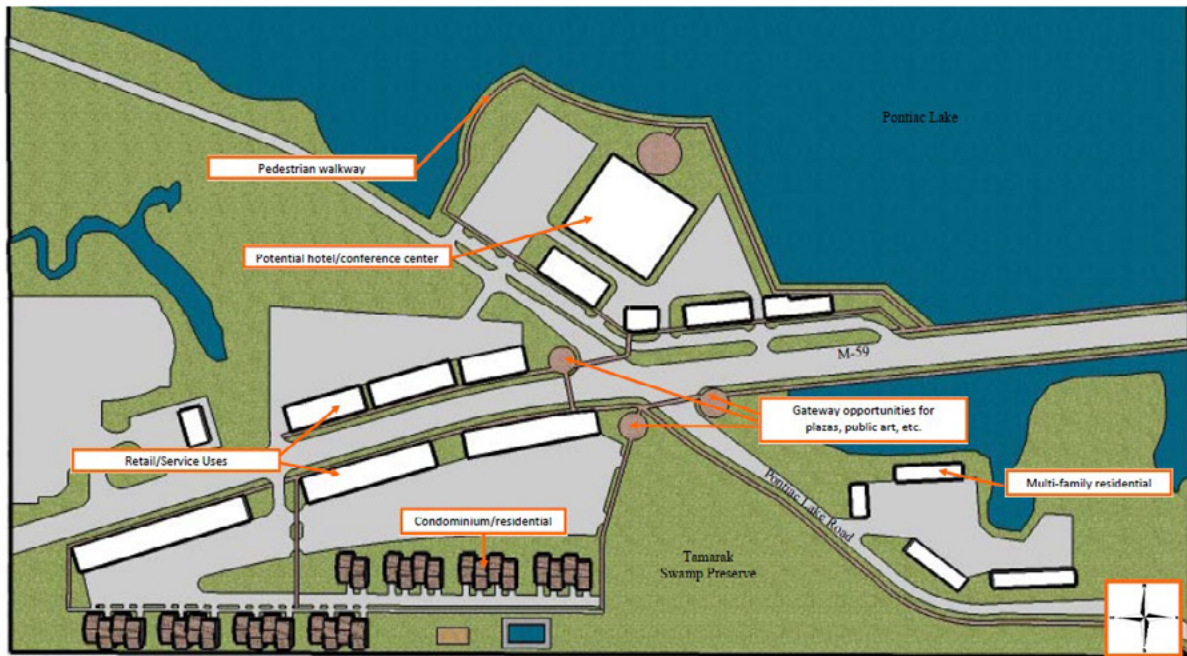 Pontiac Lake
Pedestrian walkway
Potential hotel/conference center
M-59
Gateway opportunities for
plazas, public art, etc.
Retail/Service Uses
Multi-family residential
Pontiac Lake Road
Condominium/residential
Tamarak
Swamp Preserve